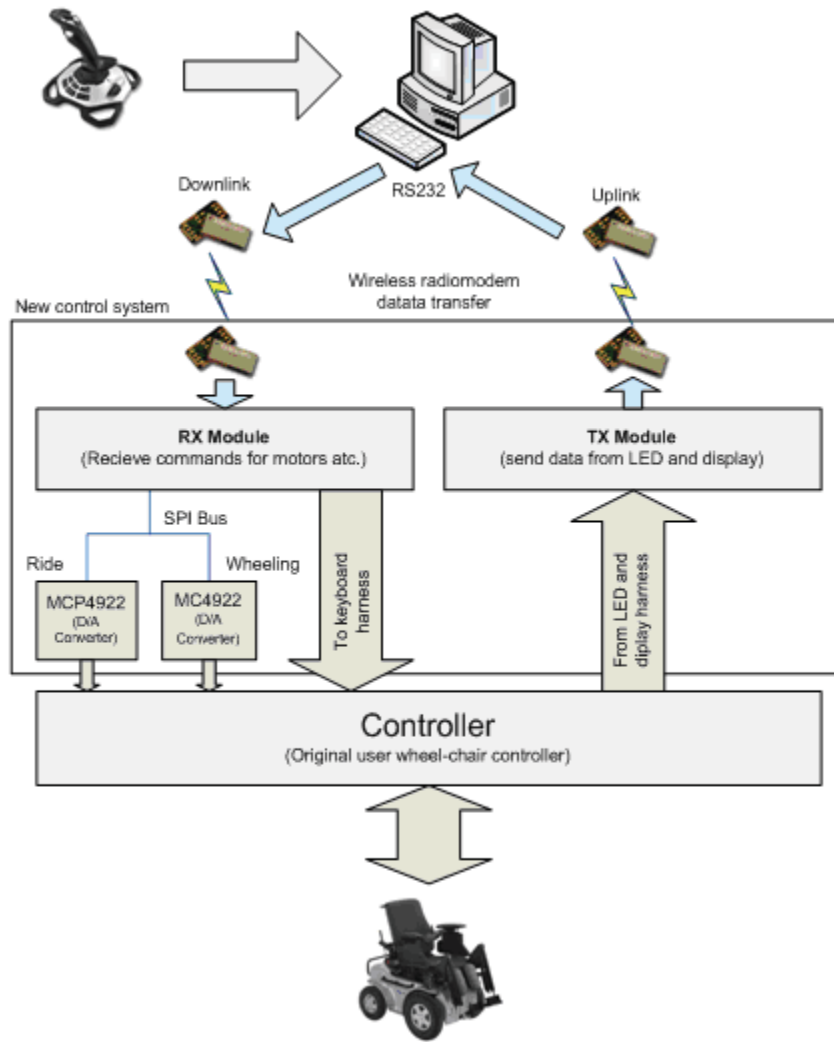 Downlink
RS232
Uplink
Wireless radiomodem
datata transfer
New control system
RX Module
(Recieve commands for motors atc.)
TX Module
(send data from LED and display)
SPI Bus
Ride
Wheeling
MCP4922
(D/A
Converter)
MC4922
(D/A
Converter)
To keyboard
harness
From LED and
diplay harness
Controller
(Original user wheel-chair controller)